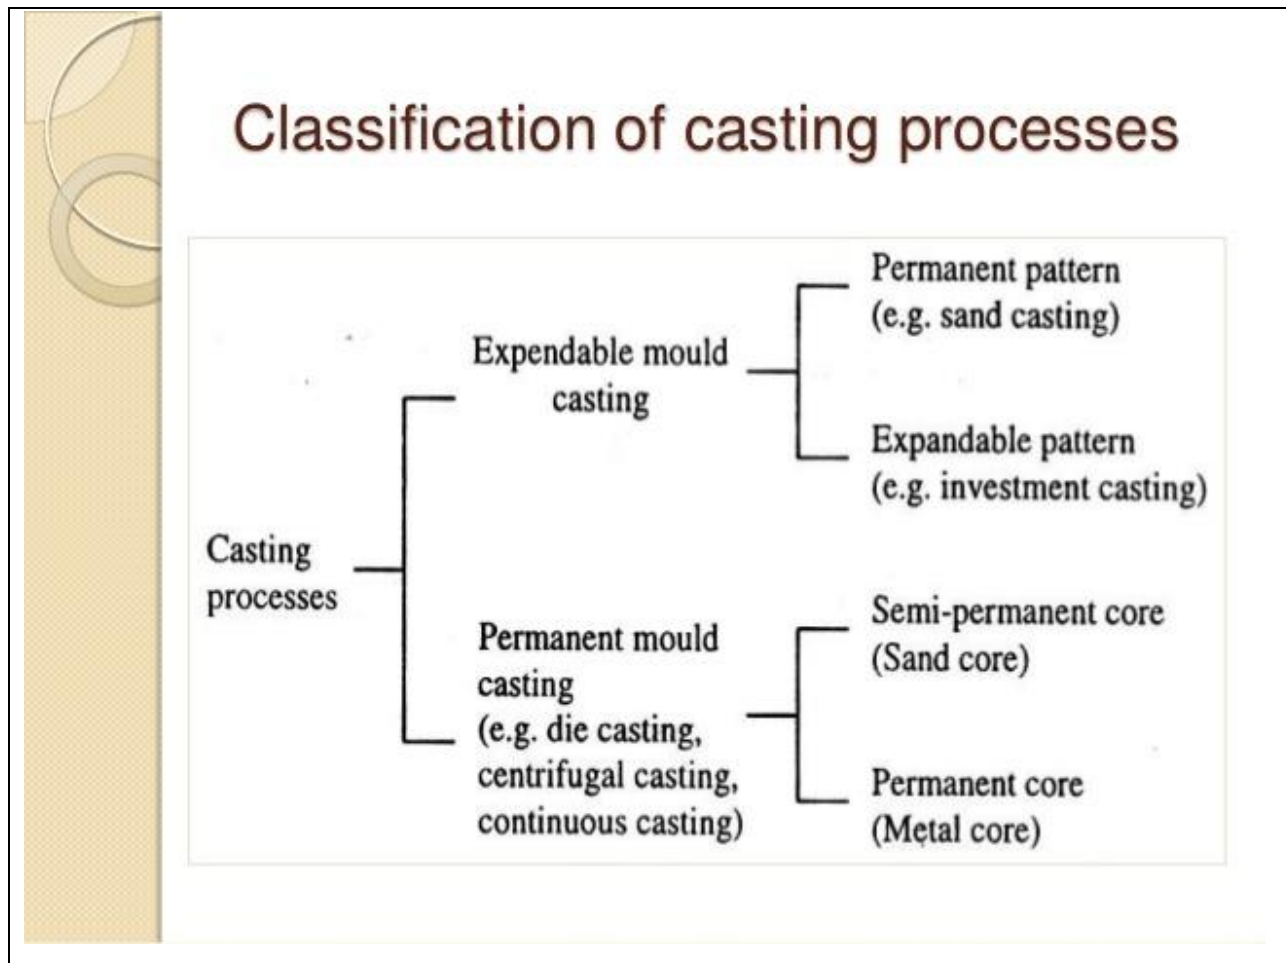 Classification of casting processes
Permanent pattern
(e.g. sand casting)
Expendable mould
casting
Expandable pattern
(e.g. investment casting)
Casting
processes
Semi-permanent core
(Sand core)
Permanent mould
casting
(e.g. die casting,
centrifugal casting,
continuous casting)
Permanent core
(Metal core)